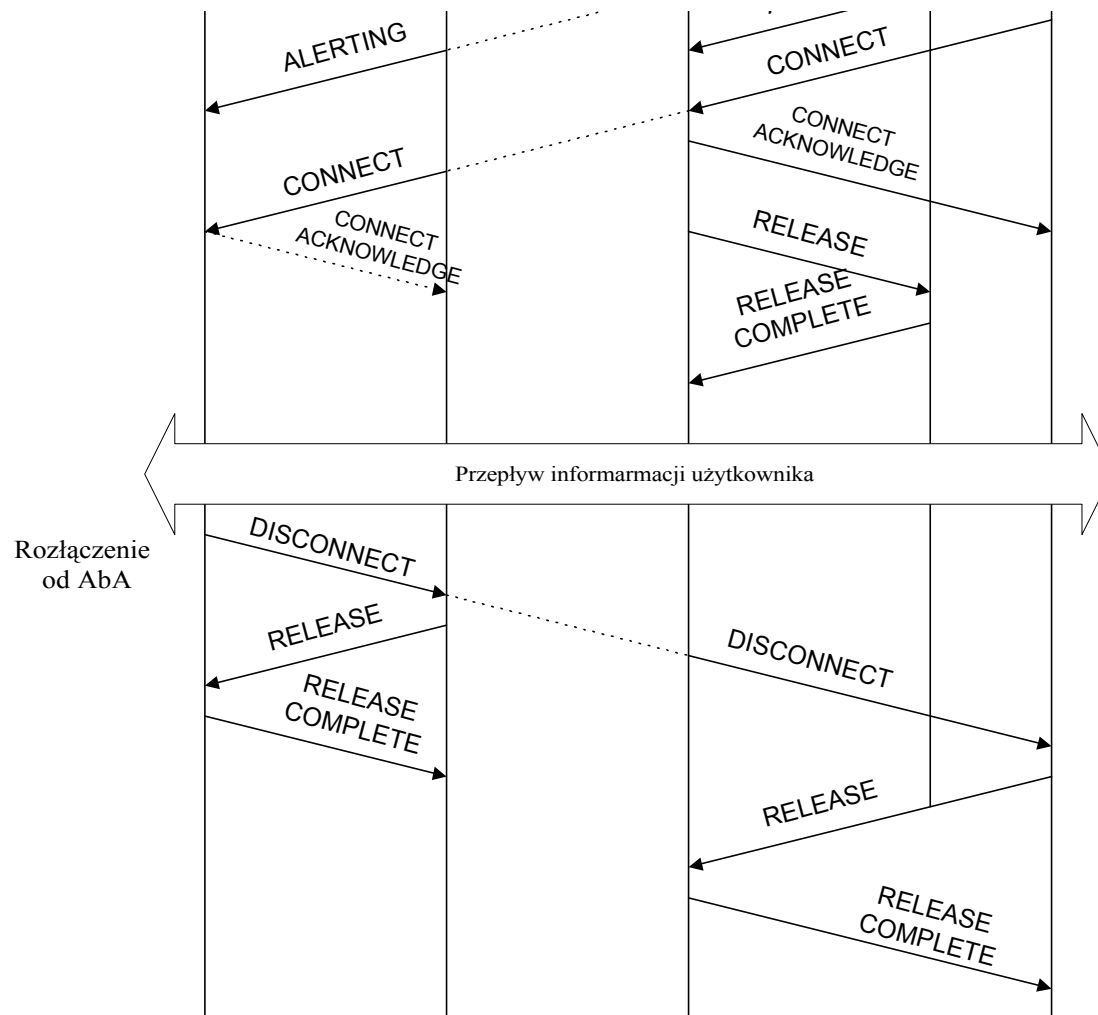 ALERTING
CONNECT
CONNECT
ACKNOWLEDGE
CONNECT
CONNECT
ACKNOWLEDGE
RELEASE
RELEASE
COMPLETE
Przepływ informarmacji użytkownika
Rozłączenie
od AbA
DISCONNECT
RELEASE
DISCONNECT
RELEASE
COMPLETE
RELEASE
RELEASE
COMPLETE